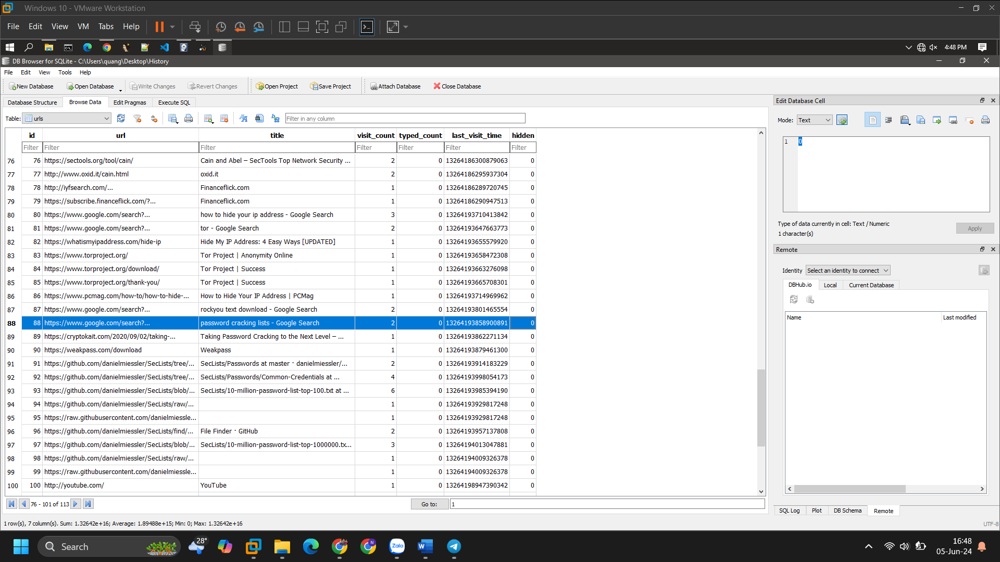 Windows 10 - VMware Workstation
File Edit View VM Tabs Help
4:48 PM
DB Browser for SQLite - C:\Users\quang\Desktop\History
File Edit View Tools Help
New Database Open Database Write Changes Revert Changes Open Project Save Project Attach Database Close Database
Database Structure Browse Data Edit Pragmas Execute SQL
Table: urls Filter in any column
id url title visit_count typed_count last_visit_time hidden
Filter Filter Filter Filter Filter Filter Filter
76 76 https://sectools.org/tool/cain/ Cain and Abel – SecTools Top Network Security ... 2 0 13264186300879063 0
77 77 http://www.oxid.it/cain.html oxid.it 2 0 13264186295937304 0
78 78 http://iyfsearch.com/... Financeflick.com 1 0 13264186289720745 0
79 79 https://subscribe.financeflick.com/?... Financeflick.com 1 0 13264186290947513 0
80 80 https://www.google.com/search?... how to hide your ip address - Google Search 3 0 13264193710413842 0
81 81 https://www.google.com/search?... tor - Google Search 2 0 13264193647663773 0
82 82 https://whatismyipaddress.com/hide-ip Hide My IP Address: 4 Easy Ways [UPDATED] 1 0 13264193655579920 0
83 83 https://www.torproject.org/ Tor Project | Anonymity Online 1 0 13264193658472308 0
84 84 https://www.torproject.org/download/ Tor Project | Success 1 0 13264193663276098 0
85 85 https://www.torproject.org/thank-you/ Tor Project | Success 1 0 13264193665708301 0
86 86 https://www.pcmag.com/how-to/how-to-hide-... How to Hide Your IP Address | PCMag 1 0 13264193714969962 0
87 87 https://www.google.com/search?... rockyou text download - Google Search 2 0 13264193801465554 0
88 88 https://www.google.com/search?... password cracking lists - Google Search 2 0 13264193858900891 0
89 89 https://cryptokait.com/2020/09/02/taking-... Taking Password Cracking to the Next Level – ... 1 0 13264193862271134 0
90 90 https://weakpass.com/download Weakpass 1 0 13264193879461300 0
91 91 https://github.com/danielmiessler/SecLists/tree/... SecLists/Passwords at master · danielmiessler/... 2 0 13264193914183229 0
92 92 https://github.com/danielmiessler/SecLists/tree/... SecLists/Passwords/Common-Credentials at ... 4 0 13264193998054173 0
93 93 https://github.com/danielmiessler/SecLists/blob/... SecLists/10-million-password-list-top-100.txt at ... 6 0 13264193985394190 0
94 94 https://github.com/danielmiessler/SecLists/raw/... 1 0 13264193929817248 0
95 95 https://raw.githubusercontent.com/danielmiessle... 1 0 13264193929817248 0
96 96 https://github.com/danielmiessler/SecLists/find/... File Finder · GitHub 2 0 13264193957137808 0
97 97 https://github.com/danielmiessler/SecLists/blob/... SecLists/10-million-password-list-top-1000000.tx... 3 0 13264194013047881 0
98 98 https://github.com/danielmiessler/SecLists/raw/... 1 0 13264194009326378 0
99 99 https://raw.githubusercontent.com/danielmiessle... 1 0 13264194009326378 0
100 100 http://youtube.com/ YouTube 1 0 13264198947390342 0
76 - 101 of 113 Go to: 1
1 row(s), 7 column(s). Sum: 1.32642e+16; Average: 1.89488e+15; Min: 0; Max: 1.32642e+16
Edit Database Cell
Mode: Text
1 0
Type of data currently in cell: Text / Numeric
1 character(s)
Apply
Remote
Identity Select an identity to connect
DBHub.io Local Current Database
Name Last modified
SQL Log Plot DB Schema Remote
UTF-8
Search
28°
Zalo
N
W
16:48
05-Jun-24